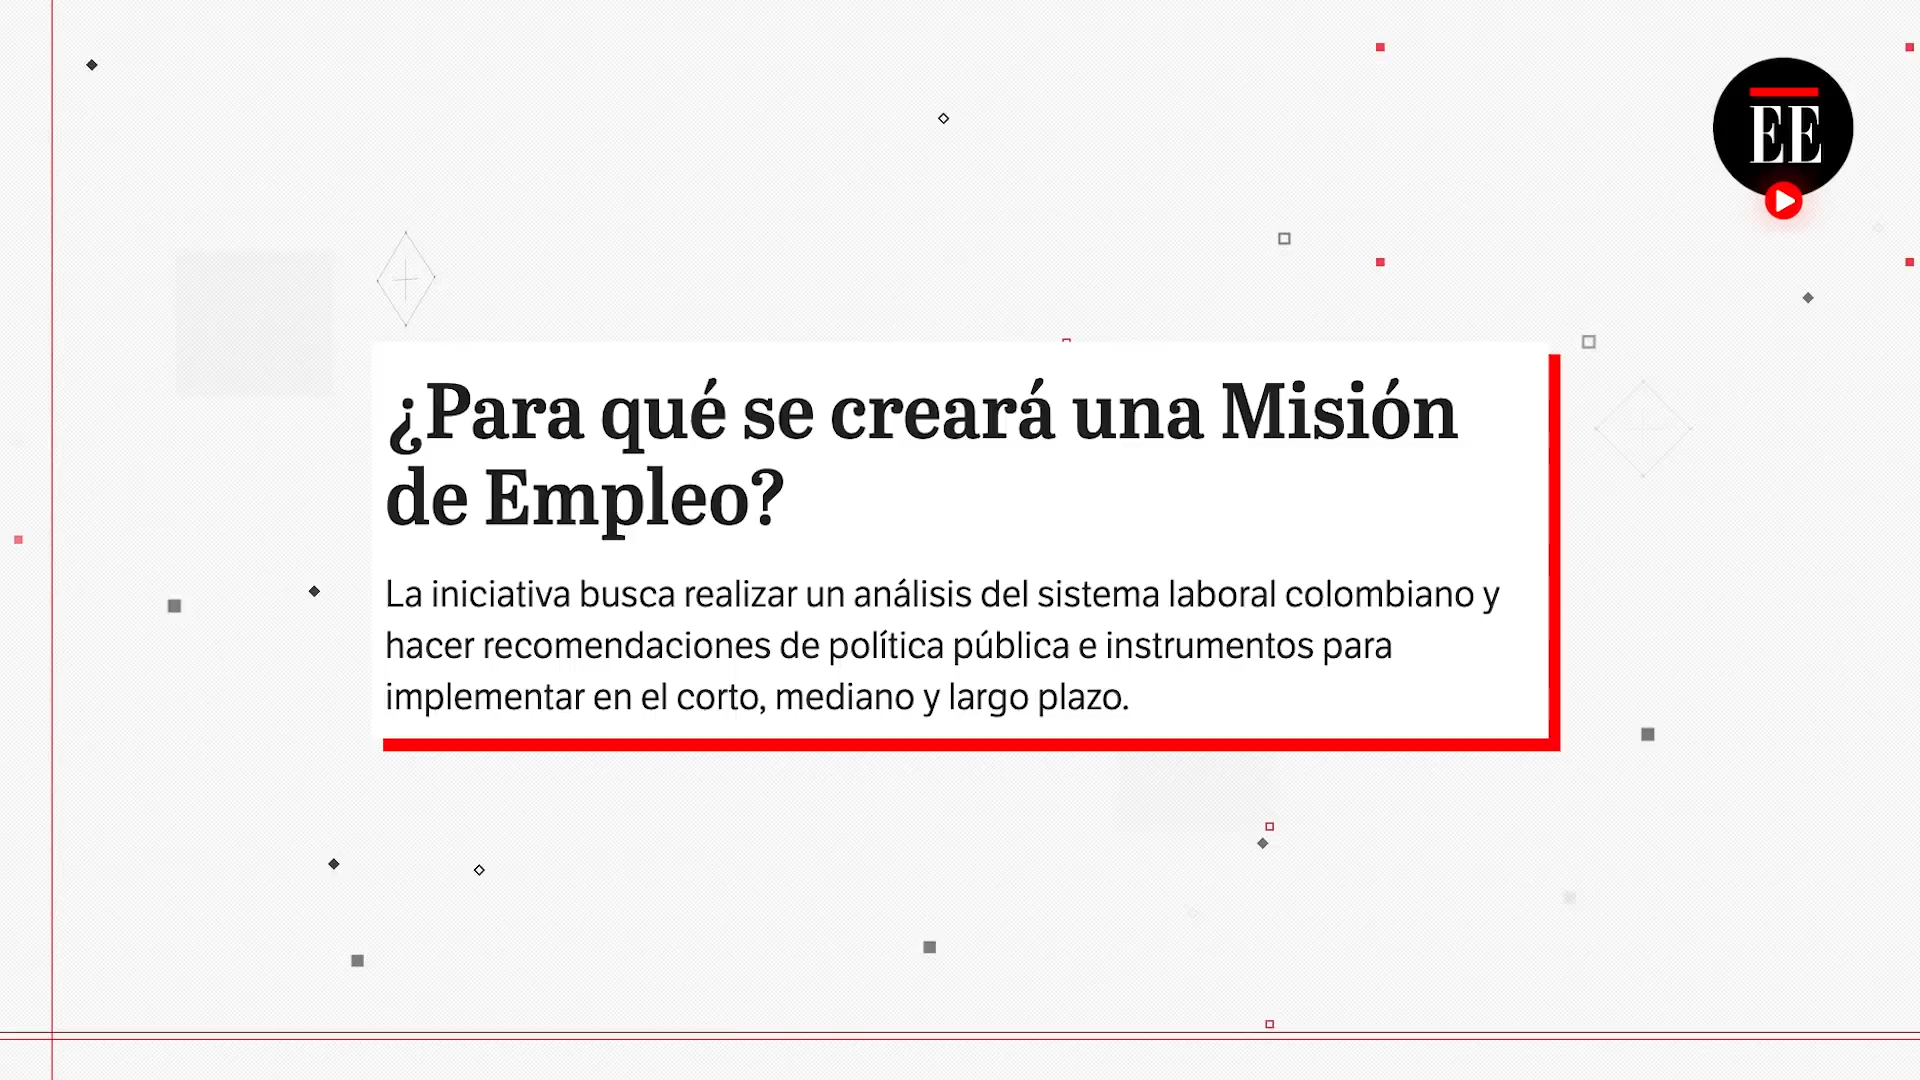 EE
¿Para qué se creará una Misión
de Empleo?
La iniciativa busca realizar un análisis del sistema laboral colombiano y
hacer recomendaciones de política pública e instrumentos para
implementar en el corto, mediano y largo plazo.